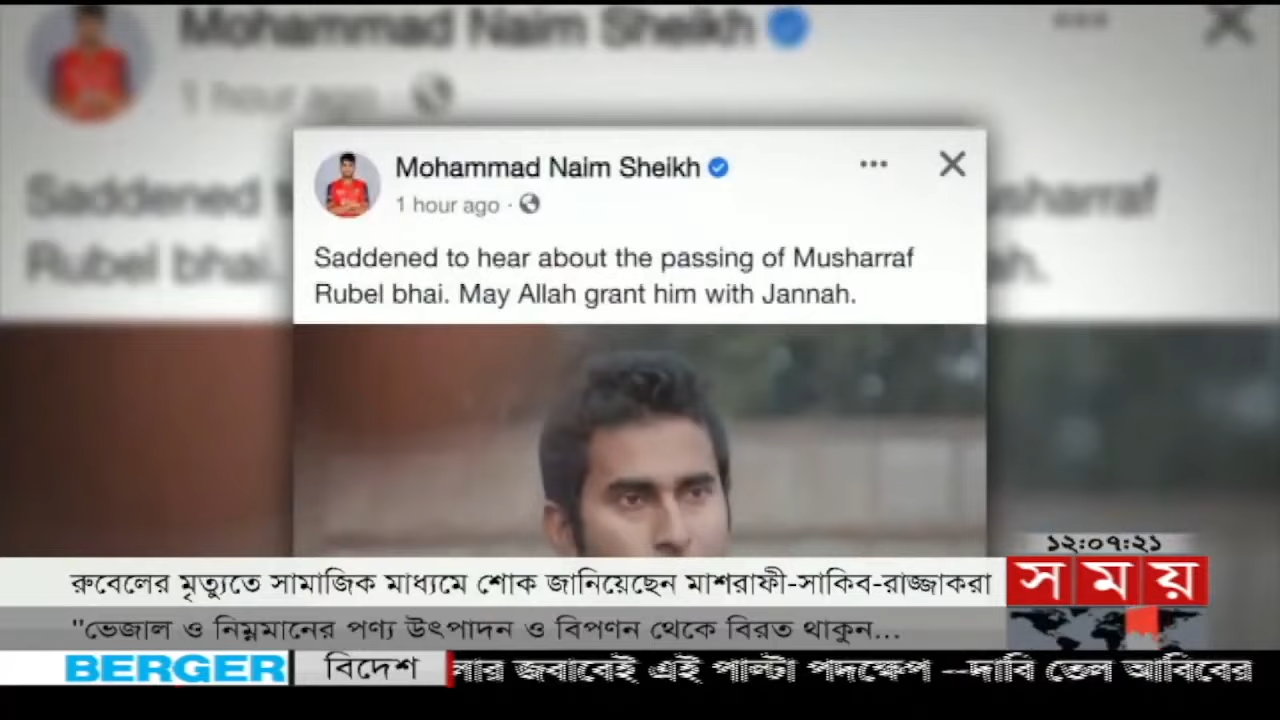 Mohammad Naim Sheikh
1 hour ago
Saddened
Rubel bhai.
Mohammad Naim Sheikh
1 hour ago ·
Saddened to hear about the passing of Musharraf
Rubel bhai. May Allah grant him with Jannah.
১২:০৭:২১
রুবেলের মৃত্যুতে সামাজিক মাধ্যমে শোক জানিয়েছেন মাশরাফী-সাকিব-রাজ্জাকরা
সময়
"ভেজাল ও নিম্নমানের পণ্য উৎপাদন ও বিপণন থেকে বিরত থাকুন...
BERGER
বিদেশ
লার জবাবেই এই পাল্টা পদক্ষেপ --দাবি তেল আবিবের